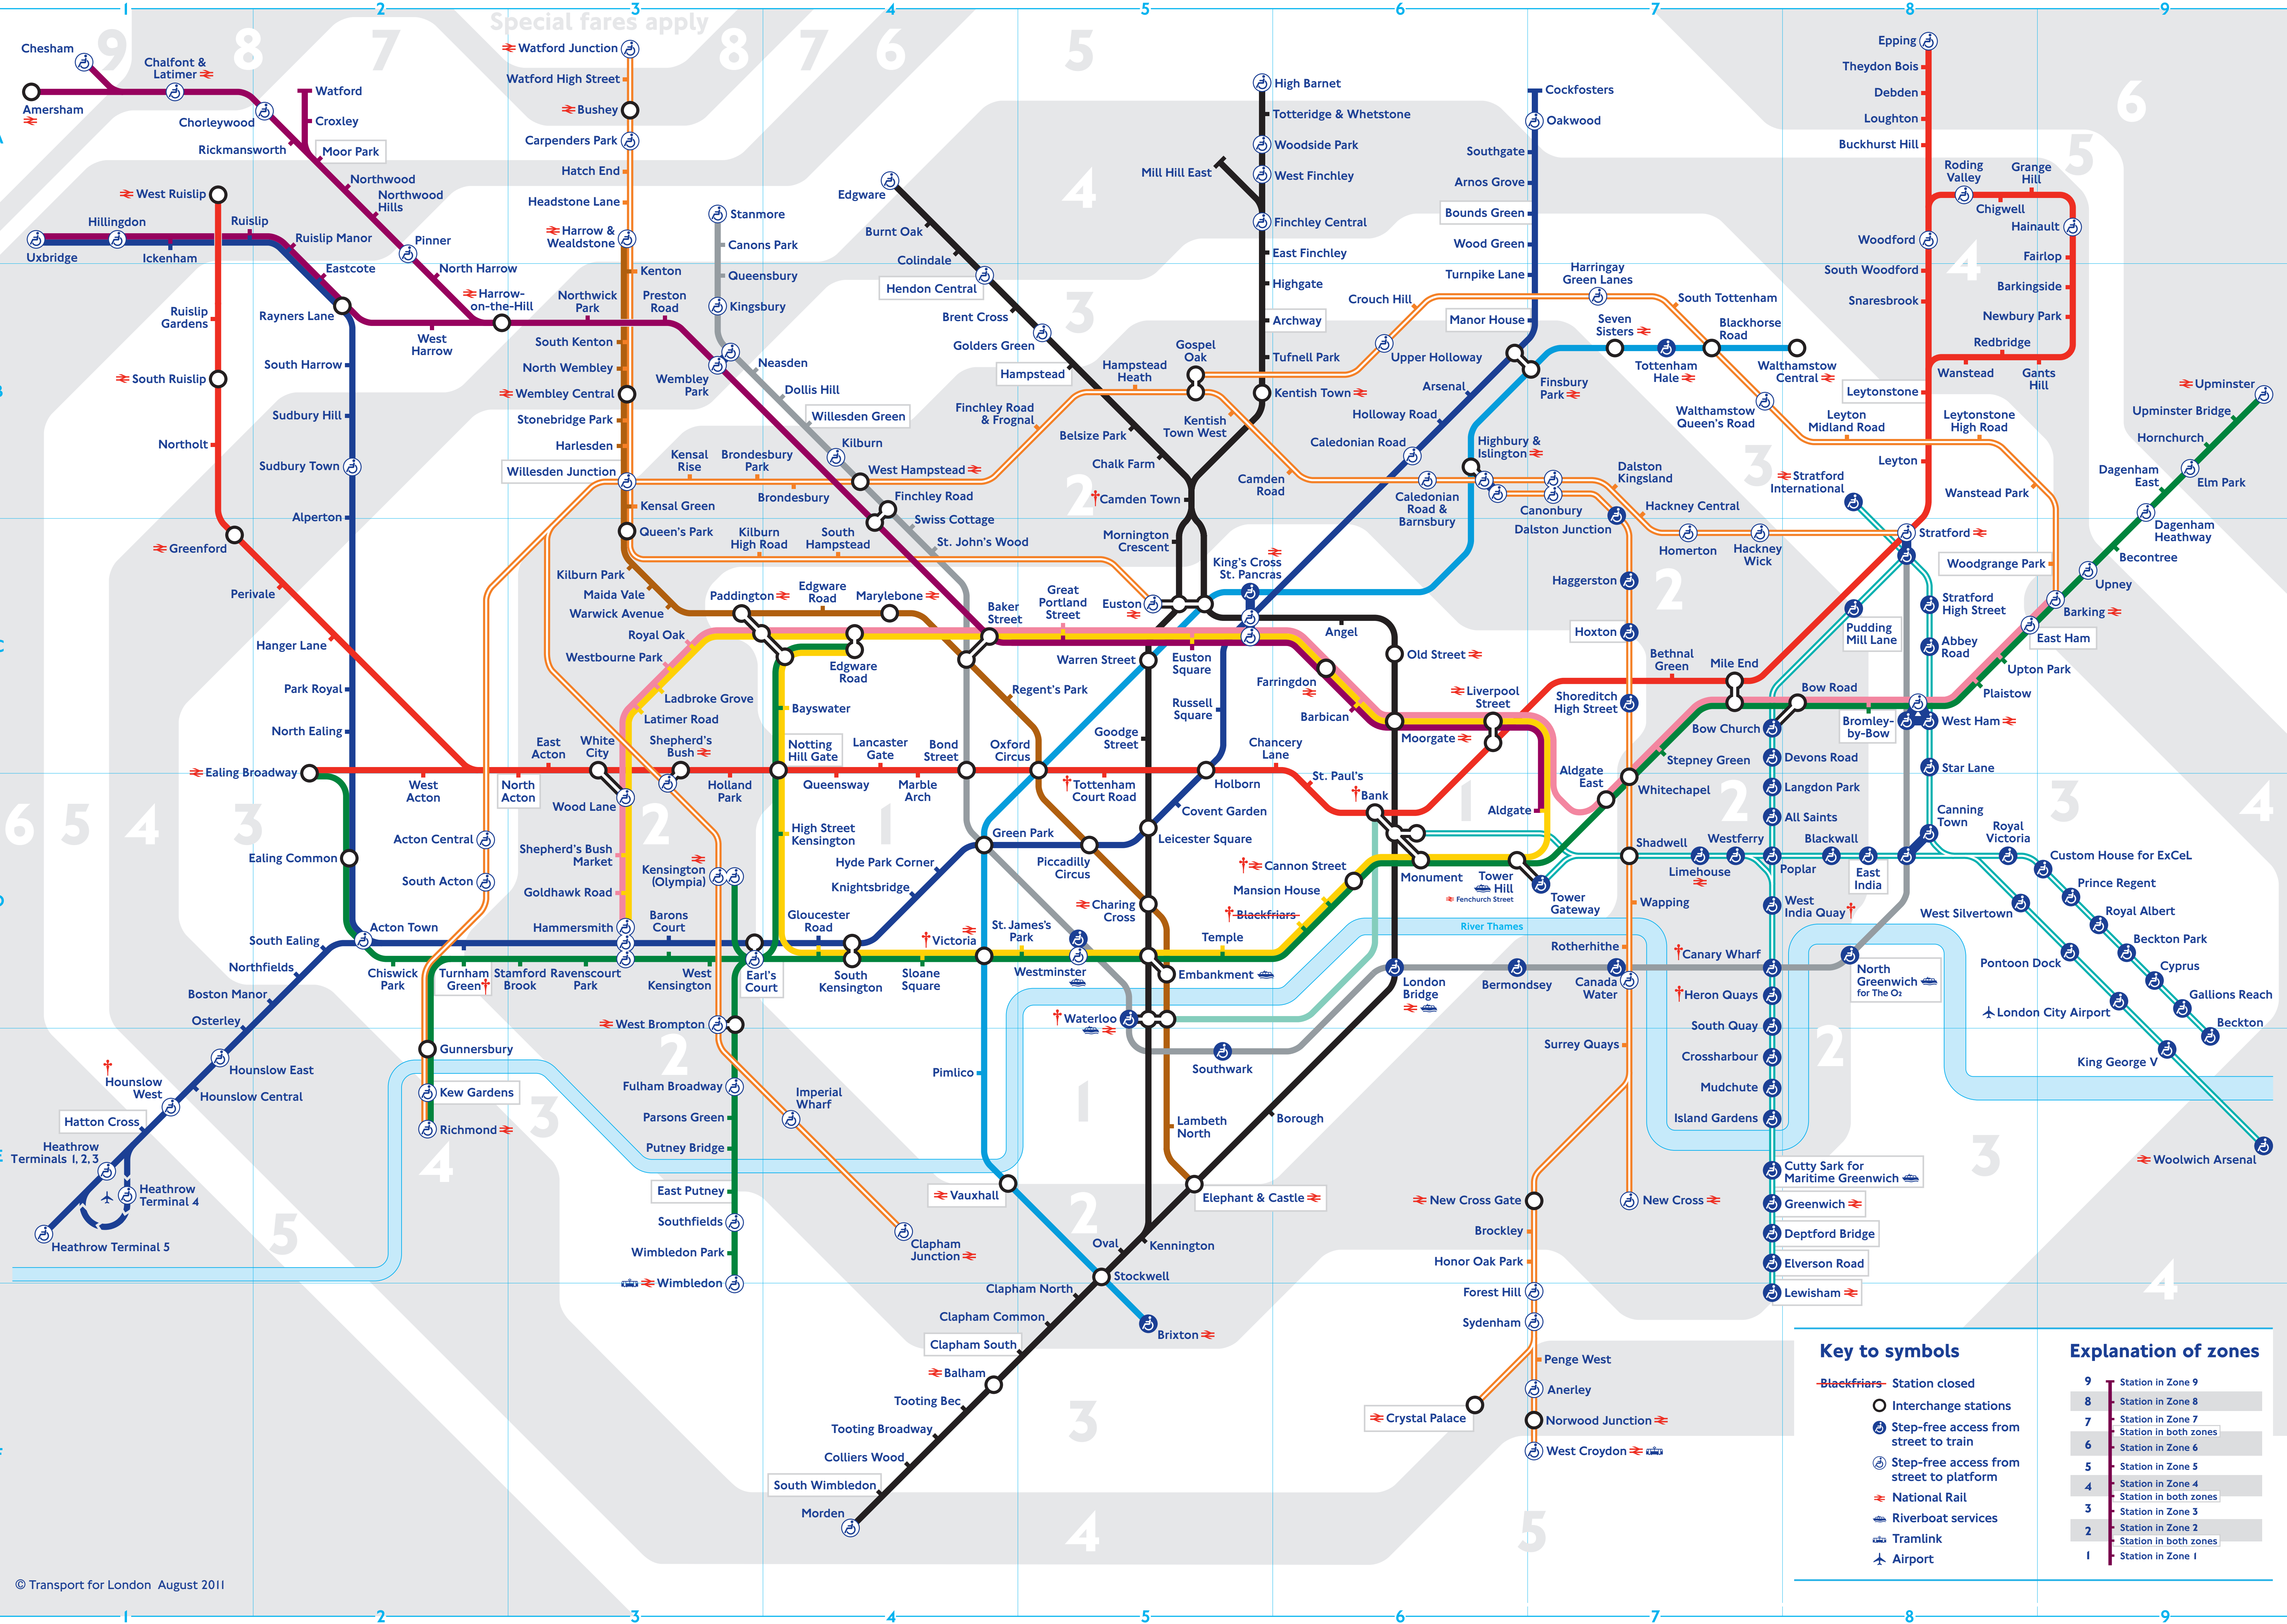 1 2 3 4 5 6 7 8 9
Special fares apply
9 8 7 8 7 6 5 6
Chesham
Chalfont &
Latimer
Amersham
Chorleywood
Rickmansworth
Watford
Croxley
Moor Park
Northwood
Northwood
Hills
Pinner
North Harrow
Harrow-
on-the-Hill
West Ruislip
Hillingdon
Ruislip
Ruislip Manor
Uxbridge
Ickenham
Eastcote
Rayners Lane
West
Harrow
Northwick
Park
Preston
Road
Ruislip
Gardens
South Ruislip
Northolt
Greenford
Perivale
Hanger Lane
South Harrow
Sudbury Hill
Sudbury Town
Alperton
Park Royal
North Ealing
Ealing Broadway
Ealing Common
West
Acton
North
Acton
East
Acton
White
City
Wood Lane
Shepherd's
Bush
Holland
Park
Watford Junction
Watford High Street
Bushey
Carpenders Park
Hatch End
Headstone Lane
Harrow &
Wealdstone
Kenton
South Kenton
North Wembley
Wembley Central
Stonebridge Park
Harlesden
Willesden Junction
Kensal Green
Queen's Park
Kilburn Park
Maida Vale
Warwick Avenue
Royal Oak
Westbourne Park
Ladbroke Grove
Latimer Road
Shepherd's Bush
Market
Goldhawk Road
Hammersmith
Stanmore
Canons Park
Queensbury
Kingsbury
Wembley
Park
Neasden
Dollis Hill
Willesden Green
Kilburn
West Hampstead
Finchley Road
Swiss Cottage
St. John's Wood
Kensal
Rise
Brondesbury
Park
Brondesbury
Kilburn
High Road
South
Hampstead
Finchley Road
& Frognal
Hampstead
Heath
Gospel
Oak
Kentish
Town West
Camden
Road
Edgware
Burnt Oak
Colindale
Hendon Central
Brent Cross
Golders Green
Hampstead
Belsize Park
Chalk Farm
†Camden Town
Mornington
Crescent
Euston
High Barnet
Totteridge & Whetstone
Woodside Park
West Finchley
Mill Hill East
Finchley Central
East Finchley
Highgate
Archway
Tufnell Park
Kentish Town
Cockfosters
Oakwood
Southgate
Arnos Grove
Bounds Green
Wood Green
Turnpike Lane
Manor House
Finsbury
Park
Arsenal
Holloway Road
Caledonian Road
Crouch Hill
Upper Holloway
Harringay
Green Lanes
South Tottenham
Seven
Sisters
Blackhorse
Road
Tottenham
Hale
Walthamstow
Central
Walthamstow
Queen's Road
Leyton
Midland Road
Leytonstone
High Road
Wanstead Park
Woodgrange Park
Highbury &
Islington
Caledonian
Road &
Barnsbury
Canonbury
Dalston
Kingsland
Dalston Junction
Hackney Central
Homerton
Hackney
Wick
Haggerston
Hoxton
Shoreditch
High Street
Epping
Theydon Bois
Debden
Loughton
Buckhurst Hill
Roding
Valley
Grange
Hill
Chigwell
Hainault
Fairlop
Barkingside
Newbury Park
Redbridge
Gants
Hill
Wanstead
Woodford
South Woodford
Snaresbrook
Leytonstone
Leyton
Stratford
International
Stratford
Stratford
High Street
Abbey
Road
Pudding
Mill Lane
Upminster
Upminster Bridge
Hornchurch
Elm Park
Dagenham
East
Dagenham
Heathway
Becontree
Upney
Barking
East Ham
Upton Park
Plaistow
West Ham
Bromley-
by-Bow
Bow Road
Bow Church
Mile End
Bethnal
Green
Stepney Green
Devons Road
Langdon Park
All Saints
Star Lane
Canning
Town
Paddington
Edgware
Road
Marylebone
Edgware
Road
Baker
Street
Great
Portland
Street
King's Cross
St. Pancras
Euston
Square
Warren Street
Regent's Park
Russell
Square
Goodge
Street
Angel
Old Street
Farringdon
Barbican
Moorgate
Liverpool
Street
Bayswater
Notting
Hill Gate
Queensway
Lancaster
Gate
Marble
Arch
Bond
Street
Oxford
Circus
†Tottenham
Court Road
Holborn
Chancery
Lane
St. Paul's
†Bank
Covent Garden
Leicester Square
Piccadilly
Circus
Green Park
Hyde Park Corner
Knightsbridge
High Street
Kensington
Aldgate
Aldgate
East
Whitechapel
Monument
†Cannon Street
Mansion House
†Blackfriars
Temple
Tower
Hill
Fenchurch Street
Tower
Gateway
Shadwell
Limehouse
Westferry
Poplar
Blackwall
East
India
Royal
Victoria
Custom House for ExCeL
Prince Regent
Royal Albert
Beckton Park
Cyprus
Gallions Reach
Beckton
West Silvertown
Pontoon Dock
London City Airport
King George V
Woolwich Arsenal
West
India Quay†
†Canary Wharf
†Heron Quays
South Quay
Crossharbour
Mudchute
Island Gardens
Cutty Sark for
Maritime Greenwich
Greenwich
Deptford Bridge
Elverson Road
Lewisham
North
Greenwich
for The O2
Wapping
Rotherhithe
Canada
Water
Bermondsey
Surrey Quays
London
Bridge
Southwark
†Waterloo
Embankment
Charing
Cross
Westminster
St. James's
Park
†Victoria
Sloane
Square
South
Kensington
Gloucester
Road
Earl's
Court
Kensington
(Olympia)
Barons
Court
West
Kensington
Ravenscourt
Park
Stamford
Brook
Turnham
Green†
Chiswick
Park
Acton Town
Acton Central
South Acton
South Ealing
Northfields
Boston Manor
Osterley
Hounslow East
Hounslow Central
†
Hounslow
West
Hatton Cross
Heathrow
Terminals 1, 2, 3
Heathrow
Terminal 4
Heathrow Terminal 5
Gunnersbury
Kew Gardens
Richmond
West Brompton
Fulham Broadway
Parsons Green
Putney Bridge
East Putney
Southfields
Wimbledon Park
Wimbledon
Imperial
Wharf
Clapham
Junction
Pimlico
Vauxhall
Lambeth
North
Elephant & Castle
Borough
Kennington
Oval
Stockwell
Brixton
Clapham North
Clapham Common
Clapham South
Balham
Tooting Bec
Tooting Broadway
Colliers Wood
South Wimbledon
Morden
New Cross Gate
New Cross
Brockley
Honor Oak Park
Forest Hill
Sydenham
Penge West
Crystal Palace
Anerley
Norwood Junction
West Croydon
River Thames
Key to symbols
Blackfriars Station closed
Interchange stations
Step-free access from
street to train
Step-free access from
street to platform
National Rail
Riverboat services
Tramlink
Airport
Explanation of zones
9 Station in Zone 9
8 Station in Zone 8
7 Station in Zone 7
Station in both zones
6 Station in Zone 6
5 Station in Zone 5
4 Station in Zone 4
Station in both zones
3 Station in Zone 3
2 Station in Zone 2
Station in both zones
1 Station in Zone 1
© Transport for London August 2011
1 2 3 4 5 6 7 8 9